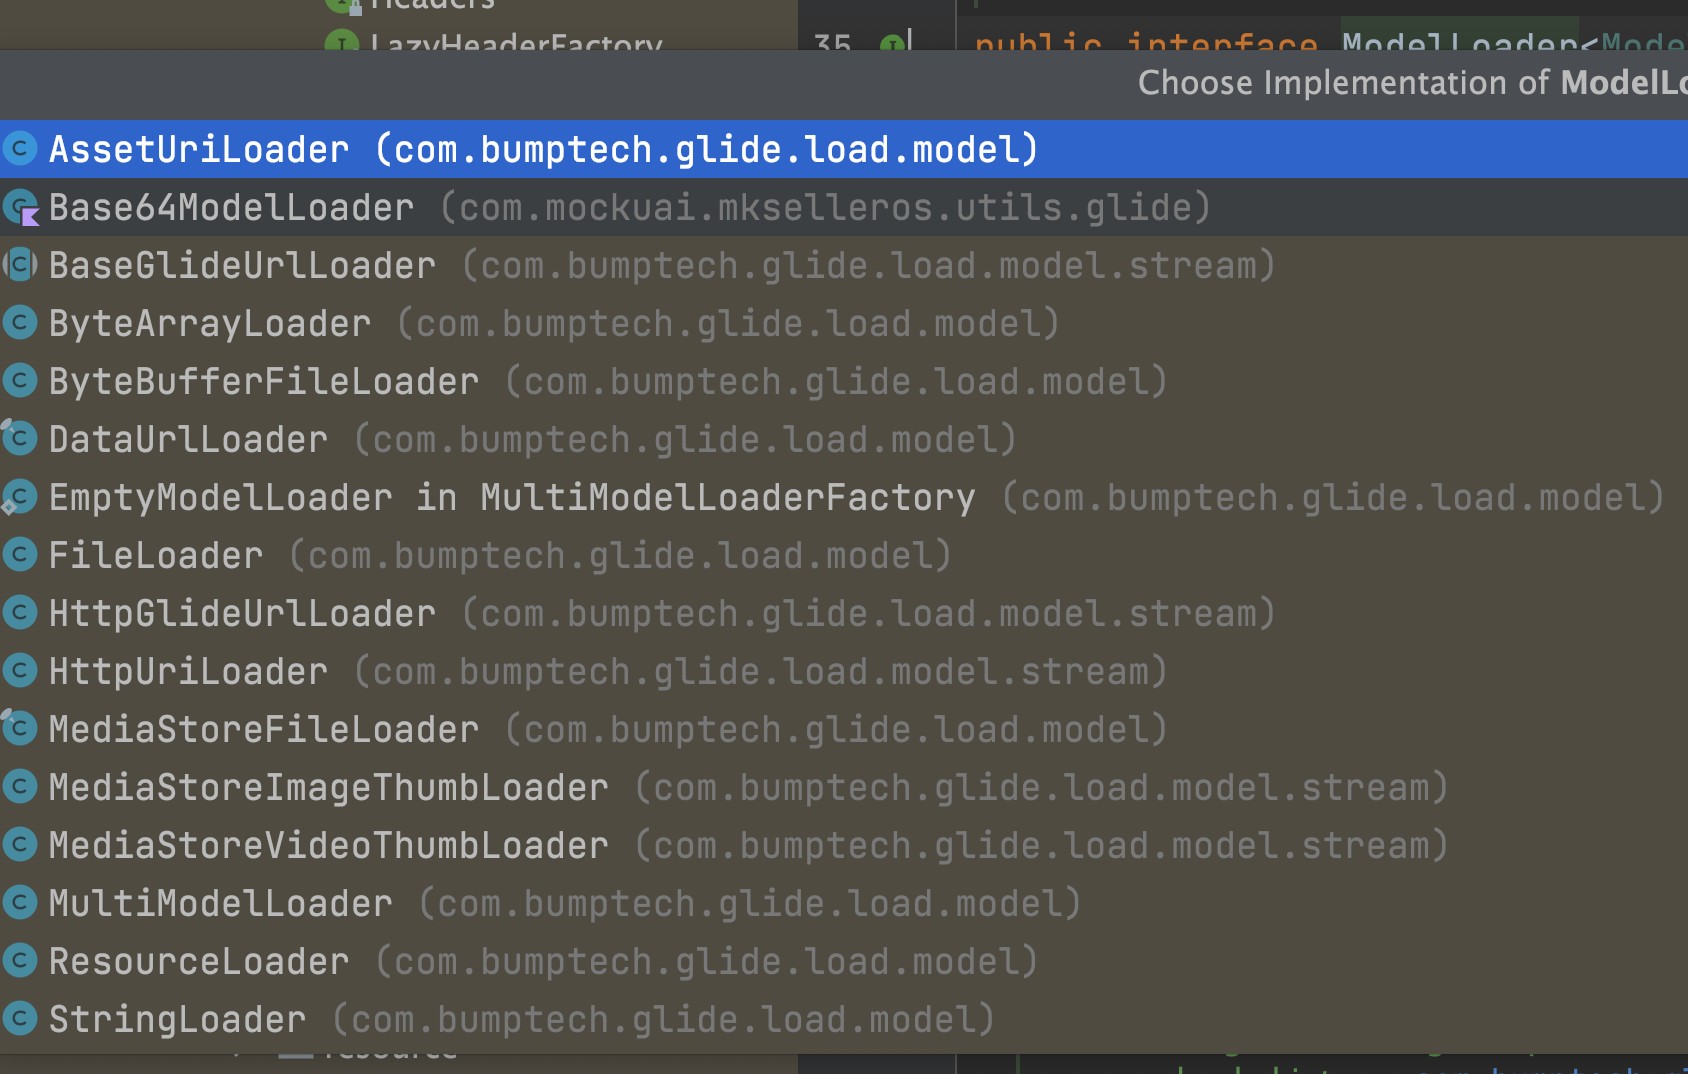 Headers
LazyHeaderFactory
35 public interface ModelLoader<Mode
Choose Implementation of ModelLo
AssetUriLoader (com.bumptech.glide.load.model)
Base64ModelLoader (com.mockuai.mkselleros.utils.glide)
BaseGlideUrlLoader (com.bumptech.glide.load.model.stream)
ByteArrayLoader (com.bumptech.glide.load.model)
ByteBufferFileLoader (com.bumptech.glide.load.model)
DataUrlLoader (com.bumptech.glide.load.model)
EmptyModelLoader in MultiModelLoaderFactory (com.bumptech.glide.load.model)
FileLoader (com.bumptech.glide.load.model)
HttpGlideUrlLoader (com.bumptech.glide.load.model.stream)
HttpUriLoader (com.bumptech.glide.load.model.stream)
MediaStoreFileLoader (com.bumptech.glide.load.model)
MediaStoreImageThumbLoader (com.bumptech.glide.load.model.stream)
MediaStoreVideoThumbLoader (com.bumptech.glide.load.model.stream)
MultiModelLoader (com.bumptech.glide.load.model)
ResourceLoader (com.bumptech.glide.load.model)
StringLoader (com.bumptech.glide.load.model)
resource